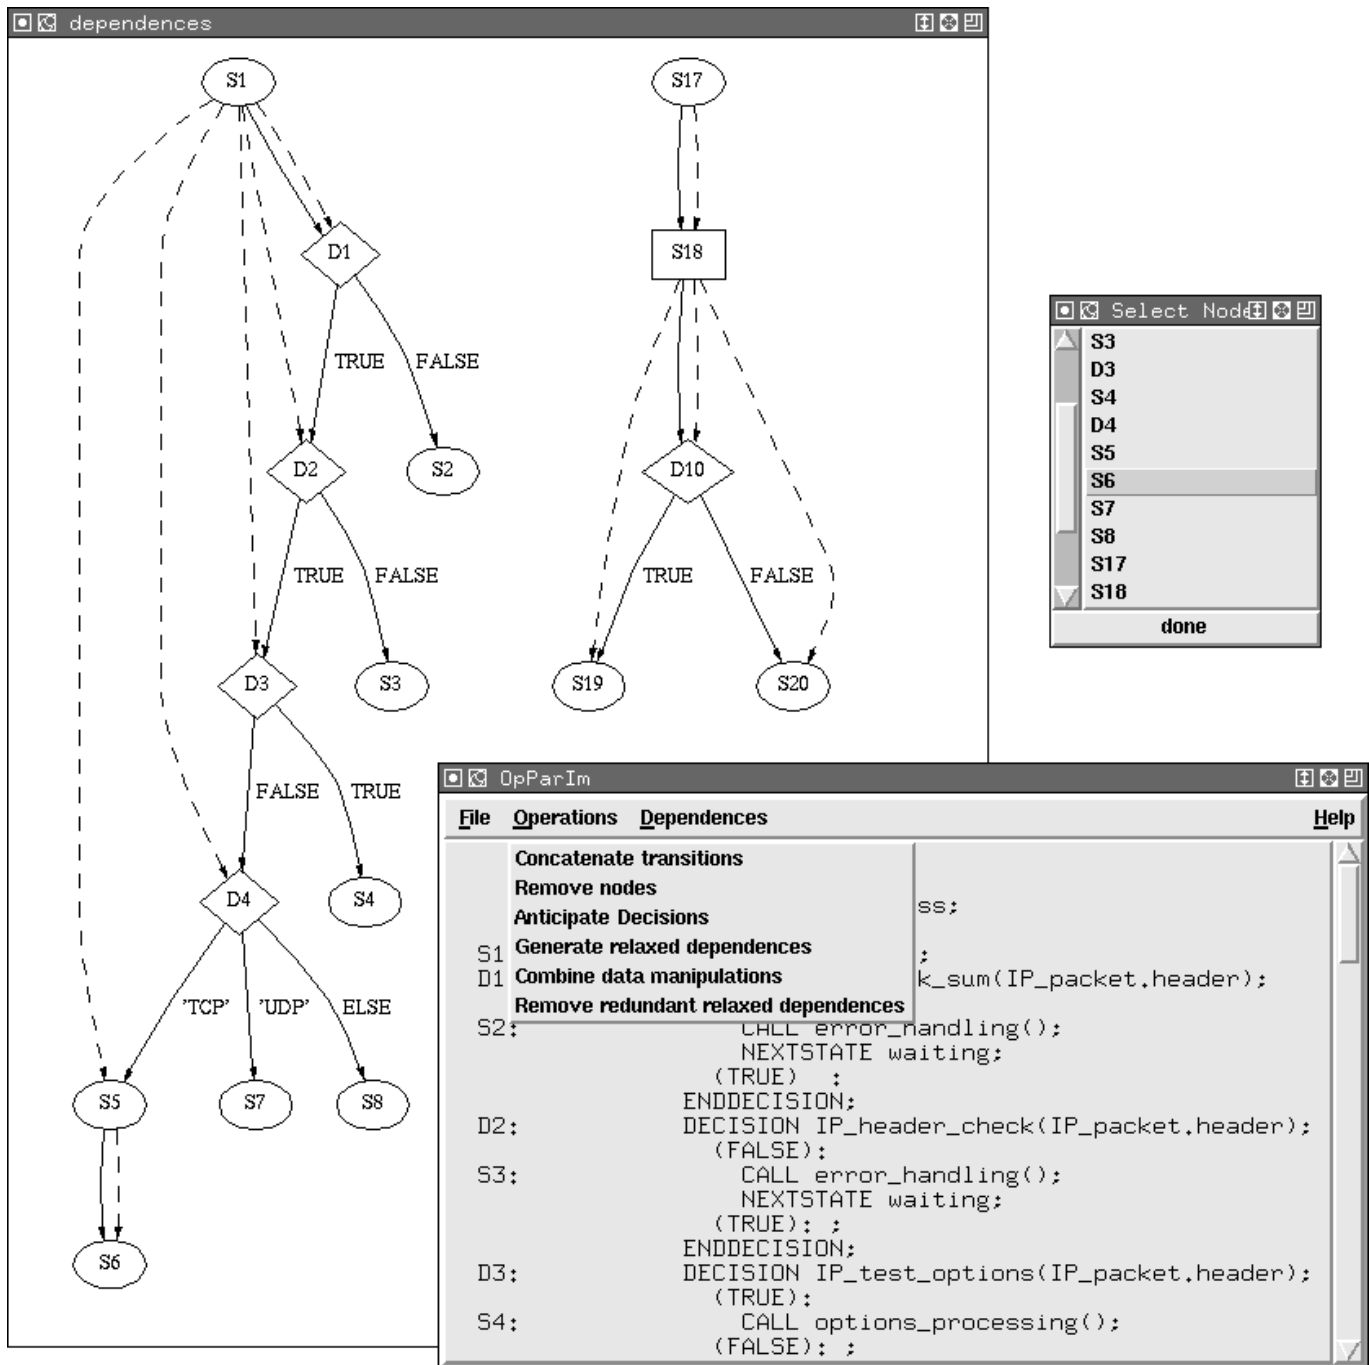 dependences
S1
S17
D1
S18
TRUE
FALSE
D2
S2
D10
TRUE
FALSE
TRUE
FALSE
D3
S3
S19
S20
FALSE
TRUE
D4
S4
'TCP'
'UDP'
ELSE
S5
S7
S8
S6
Select Node
S3
D3
S4
D4
S5
S6
S7
S8
S17
S18
done
OpParIm
File Operations Dependences Help
Concatenate transitions
Remove nodes
Anticipate Decisions
Generate relaxed dependences
Combine data manipulations
Remove redundant relaxed dependences
ss;
S1 ;
D1 k_sum(IP_packet.header);
S2: CALL error_handling();
NEXTSTATE waiting;
(TRUE) :
ENDDECISION;
D2: DECISION IP_header_check(IP_packet.header);
(FALSE):
S3: CALL error_handling();
NEXTSTATE waiting;
(TRUE): ;
ENDDECISION;
D3: DECISION IP_test_options(IP_packet.header);
(TRUE):
S4: CALL options_processing();
(FALSE): ;